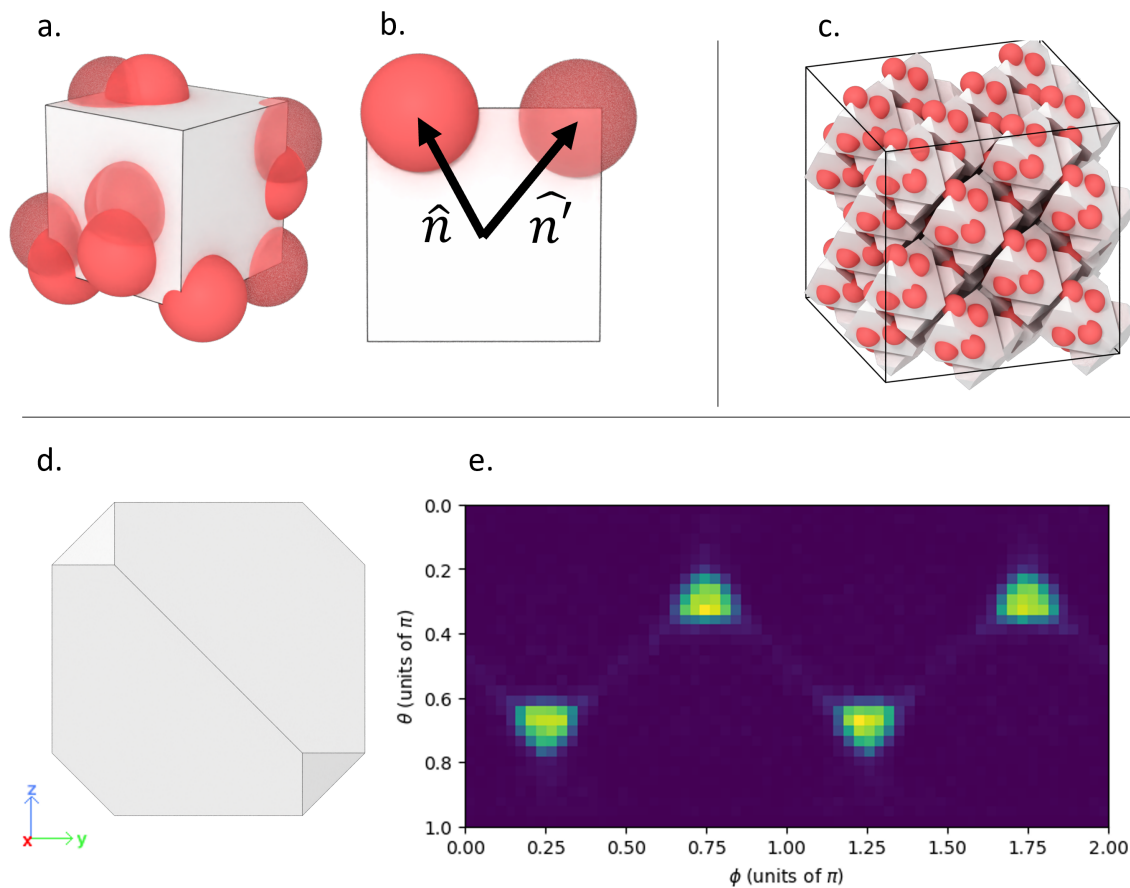 a.
b.
c.
n̂
n̂′
d.
e.
z
x
y
0.0
0.2
0.4
0.6
0.8
1.0
θ (units of π)
0.00 0.25 0.50 0.75 1.00 1.25 1.50 1.75 2.00
ϕ (units of π)